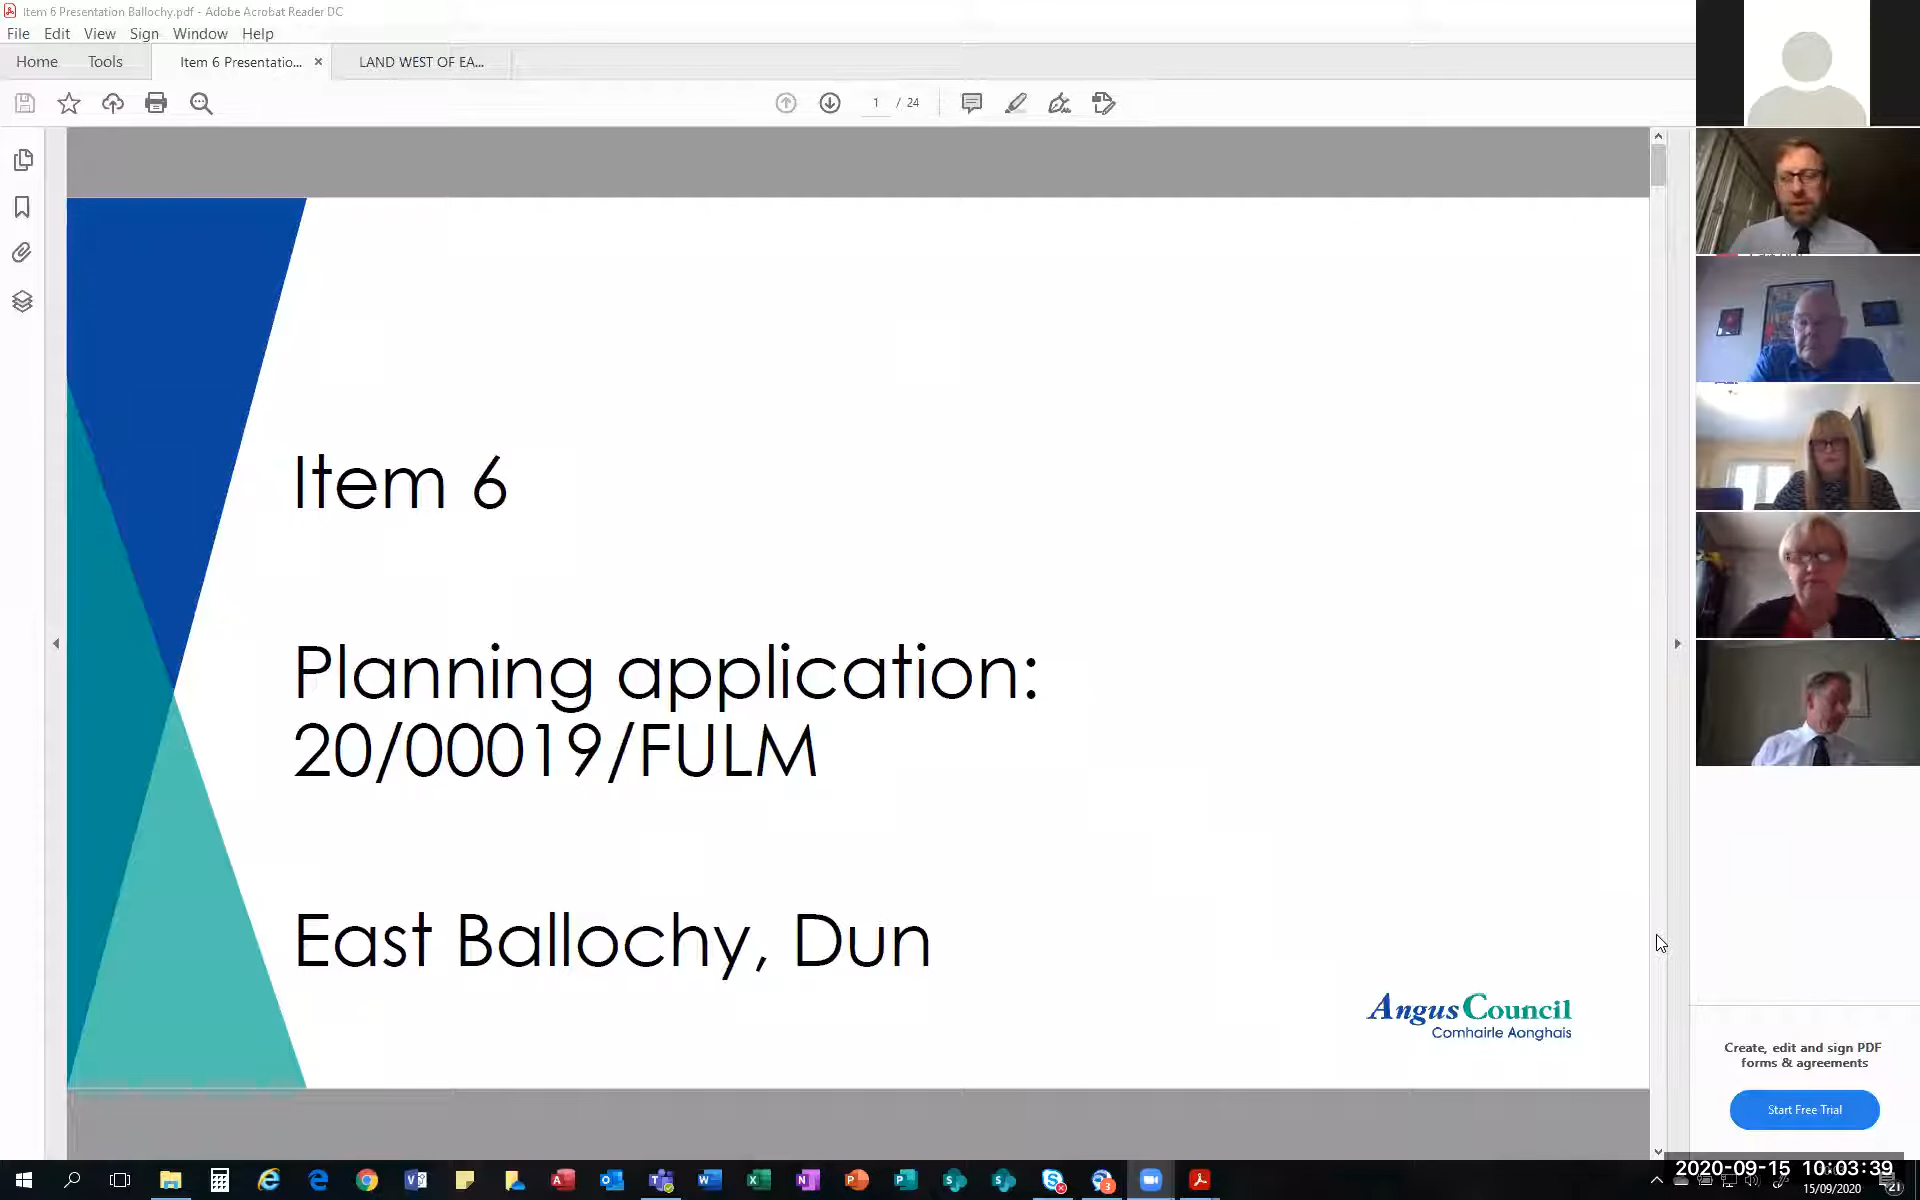 Item 6 Presentation Ballochy.pdf - Adobe Acrobat Reader DC
File Edit View Sign Window Help
Home Tools Item 6 Presentatio... × LAND WEST OF EA...
1 / 24
Item 6
Planning application:
20/00019/FULM
East Ballochy, Dun
AngusCouncil
Comhairle Aonghais
Create, edit and sign PDF
forms & agreements
Start Free Trial
2020-09-15 10:03:39
15/09/2020